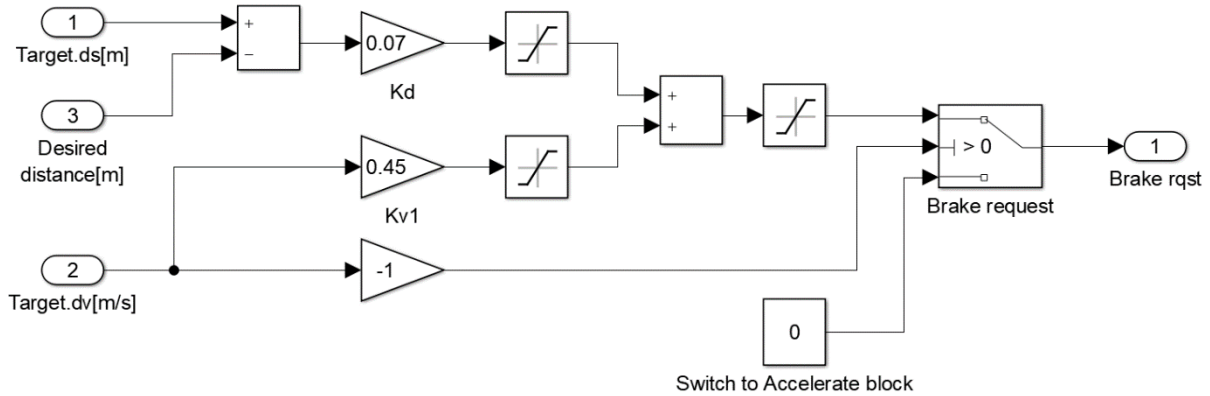 1
Target.ds[m]
+
−
0.07
Kd
3
Desired
distance[m]
+
+
0.45
Kv1
> 0
Brake request
1
Brake rqst
2
Target.dv[m/s]
-1
0
Switch to Accelerate block